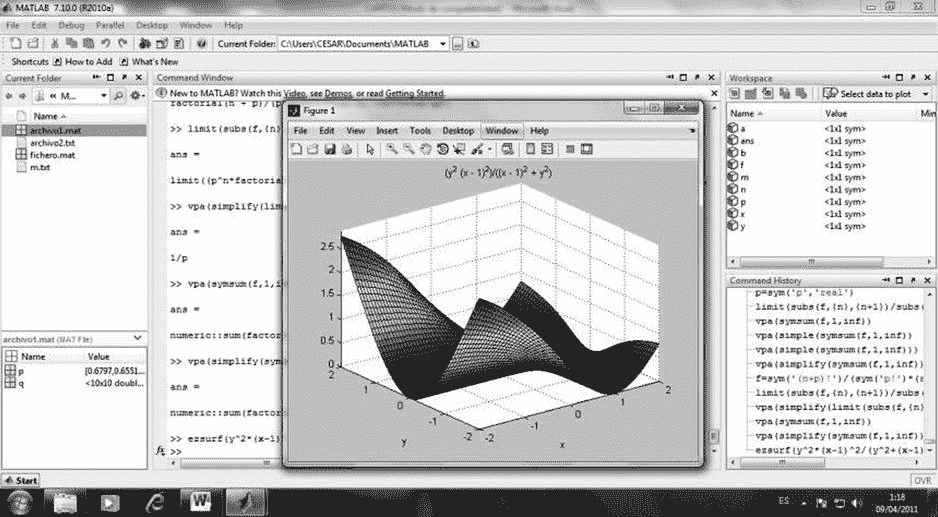 MATLAB 7.10.0 (R2010a)
File Edit Debug Parallel Desktop Window Help
Current Folder: C:\Users\CESAR\Documents\MATLAB
Shortcuts How to Add What's New
Current Folder
« M...
Name
archivo1.mat
archivo2.txt
fichero.mat
m.txt
archivo1.mat (MAT File)
Name Value
p [0.6797,0.6551...
q <10x10 doubl...
Command Window
New to MATLAB? Watch this Video, see Demos, or read Getting Started.
factorial(n + p)/(p
>> limit(subs(f,{n)
ans =
limit((p^n*factoria
>> vpa(simplify(lim
ans =
1/p
>> vpa(symsum(f,1,i
ans =
numeric::sum(factor
>> vpa(simplify(sym
ans =
numeric::sum(factor
>> ezsurf(y^2*(x-1)
fx >>
Figure 1
File Edit View Insert Tools Desktop Window Help
(y² (x - 1)²)/((x - 1)² + y²)
2.5
2
1.5
1
0.5
0
2
1
0
-1
-2
y
-2
-1
0
1
2
x
Workspace
Select data to plot
Name Value Min
a <1x1 sym>
ans <1x1 sym>
b <1x1 sym>
f <1x1 sym>
m <1x1 sym>
n <1x1 sym>
p <1x1 sym>
x <1x1 sym>
y <1x1 sym>
Command History
p=sym('p','real')
limit(subs(f,{n},{n+1})/subs(
vpa(symsum(f,1,inf))
vpa(simple(symsum(f,1,inf))
vpa(simple(symsum(f,1,inf)))
vpa(simplify(symsum(f,1,inf))
f=sym('(n+p)!')/(sym('p!')*(s
limit(subs(f,{n},{n+1})/subs(
vpa(simplify(limit(subs(f,{n)
vpa(symsum(f,1,inf))
vpa(simplify(symsum(f,1,inf))
ezsurf(y^2*(x-1)^2/(y^2+(x-1)
Start
OVR
ES
1:18
09/04/2011